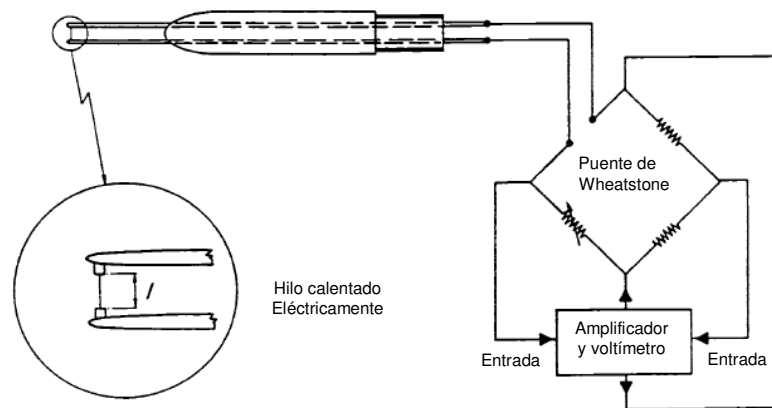 Puente de
Wheatstone
Hilo calentado
Eléctricamente
l
Entrada
Amplificador
y voltímetro
Entrada